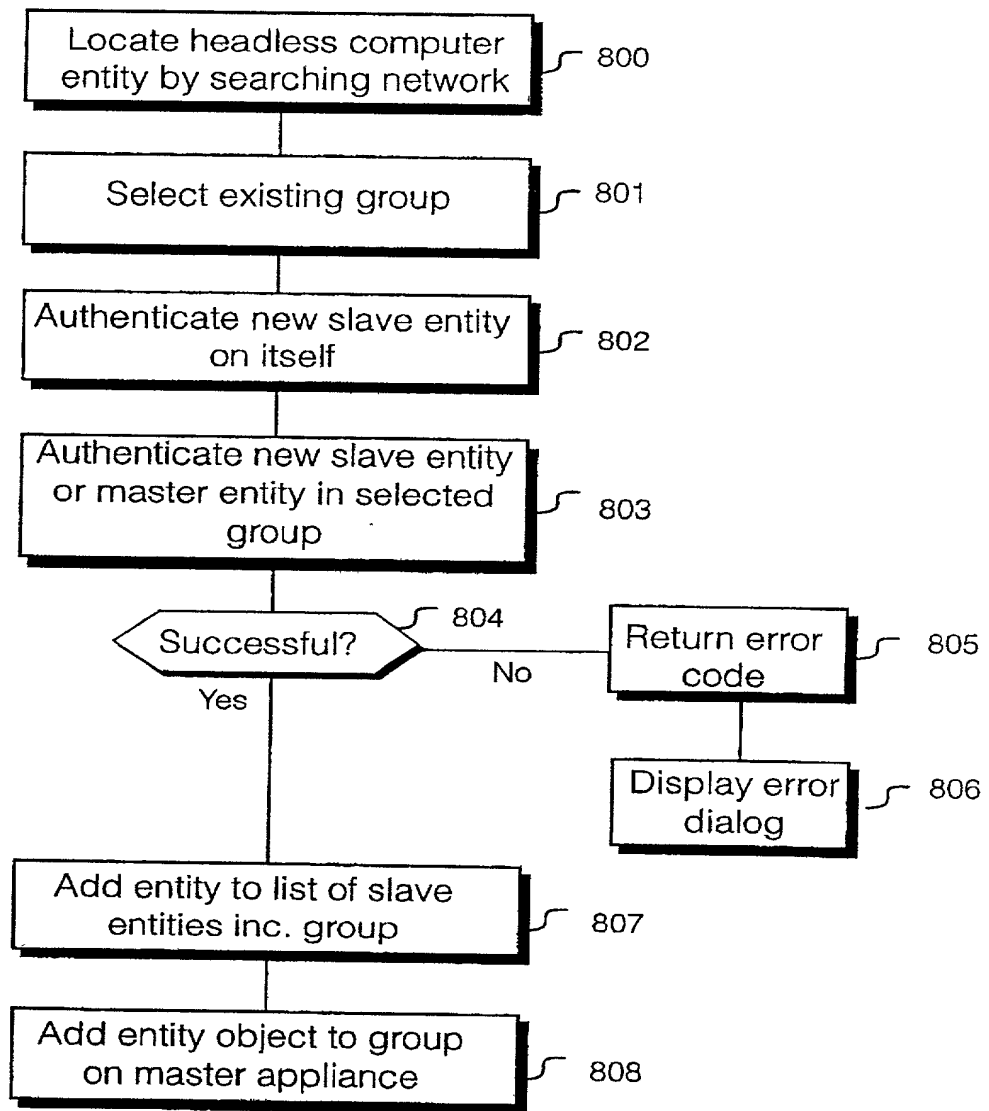 Locate headless computer
entity by searching network
800
Select existing group
801
Authenticate new slave entity
on itself
802
Authenticate new slave entity
or master entity in selected
group
803
Successful?
804
No
Yes
Return error
code
805
Display error
dialog
806
Add entity to list of slave
entities inc. group
807
Add entity object to group
on master appliance
808